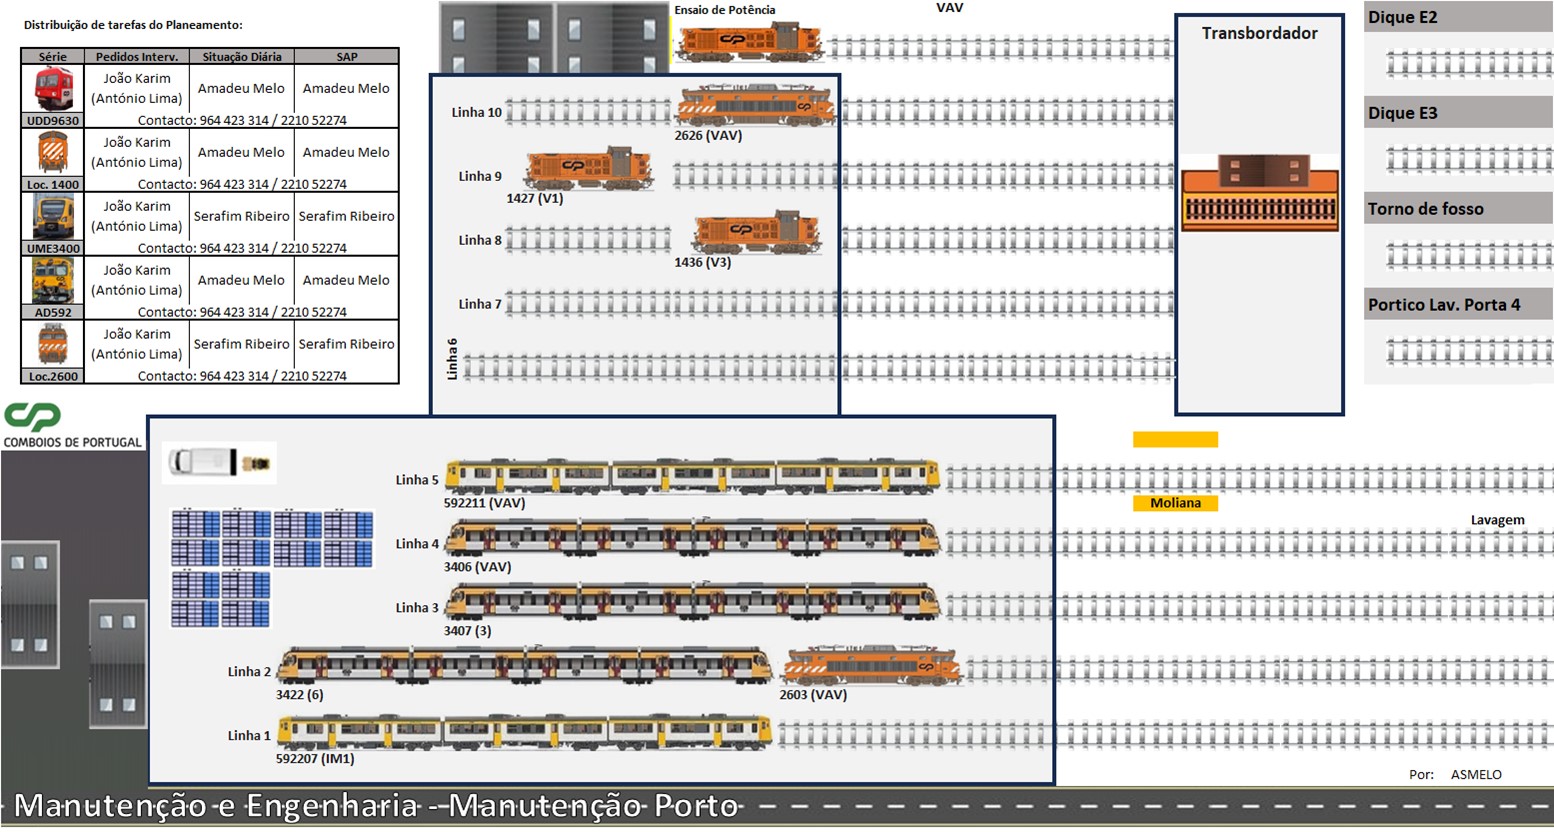 Distribuição de tarefas do Planeamento:
Série Pedidos Interv. Situação Diária SAP
João Karim
(António Lima) Amadeu Melo Amadeu Melo
UDD9630 Contacto: 964 423 314 / 2210 52274
João Karim
(António Lima) Amadeu Melo Amadeu Melo
Loc. 1400 Contacto: 964 423 314 / 2210 52274
João Karim
(António Lima) Serafim Ribeiro Serafim Ribeiro
UME3400 Contacto: 964 423 314 / 2210 52274
João Karim
(António Lima) Amadeu Melo Amadeu Melo
AD592 Contacto: 964 423 314 / 2210 52274
João Karim
(António Lima) Serafim Ribeiro Serafim Ribeiro
Loc.2600 Contacto: 964 423 314 / 2210 52274
CP
COMBOIOS DE PORTUGAL
Ensaio de Potência
VAV
Linha 10
2626 (VAV)
Linha 9
1427 (V1)
Linha 8
1436 (V3)
Linha 7
Linha 6
Transbordador
Dique E2
Dique E3
Torno de fosso
Portico Lav. Porta 4
Linha 5
592211 (VAV)
Moliana
Lavagem
Linha 4
3406 (VAV)
Linha 3
3407 (3)
Linha 2
3422 (6)
2603 (VAV)
Linha 1
592207 (IM1)
Por: ASMELO
Manutenção e Engenharia - Manutenção Porto